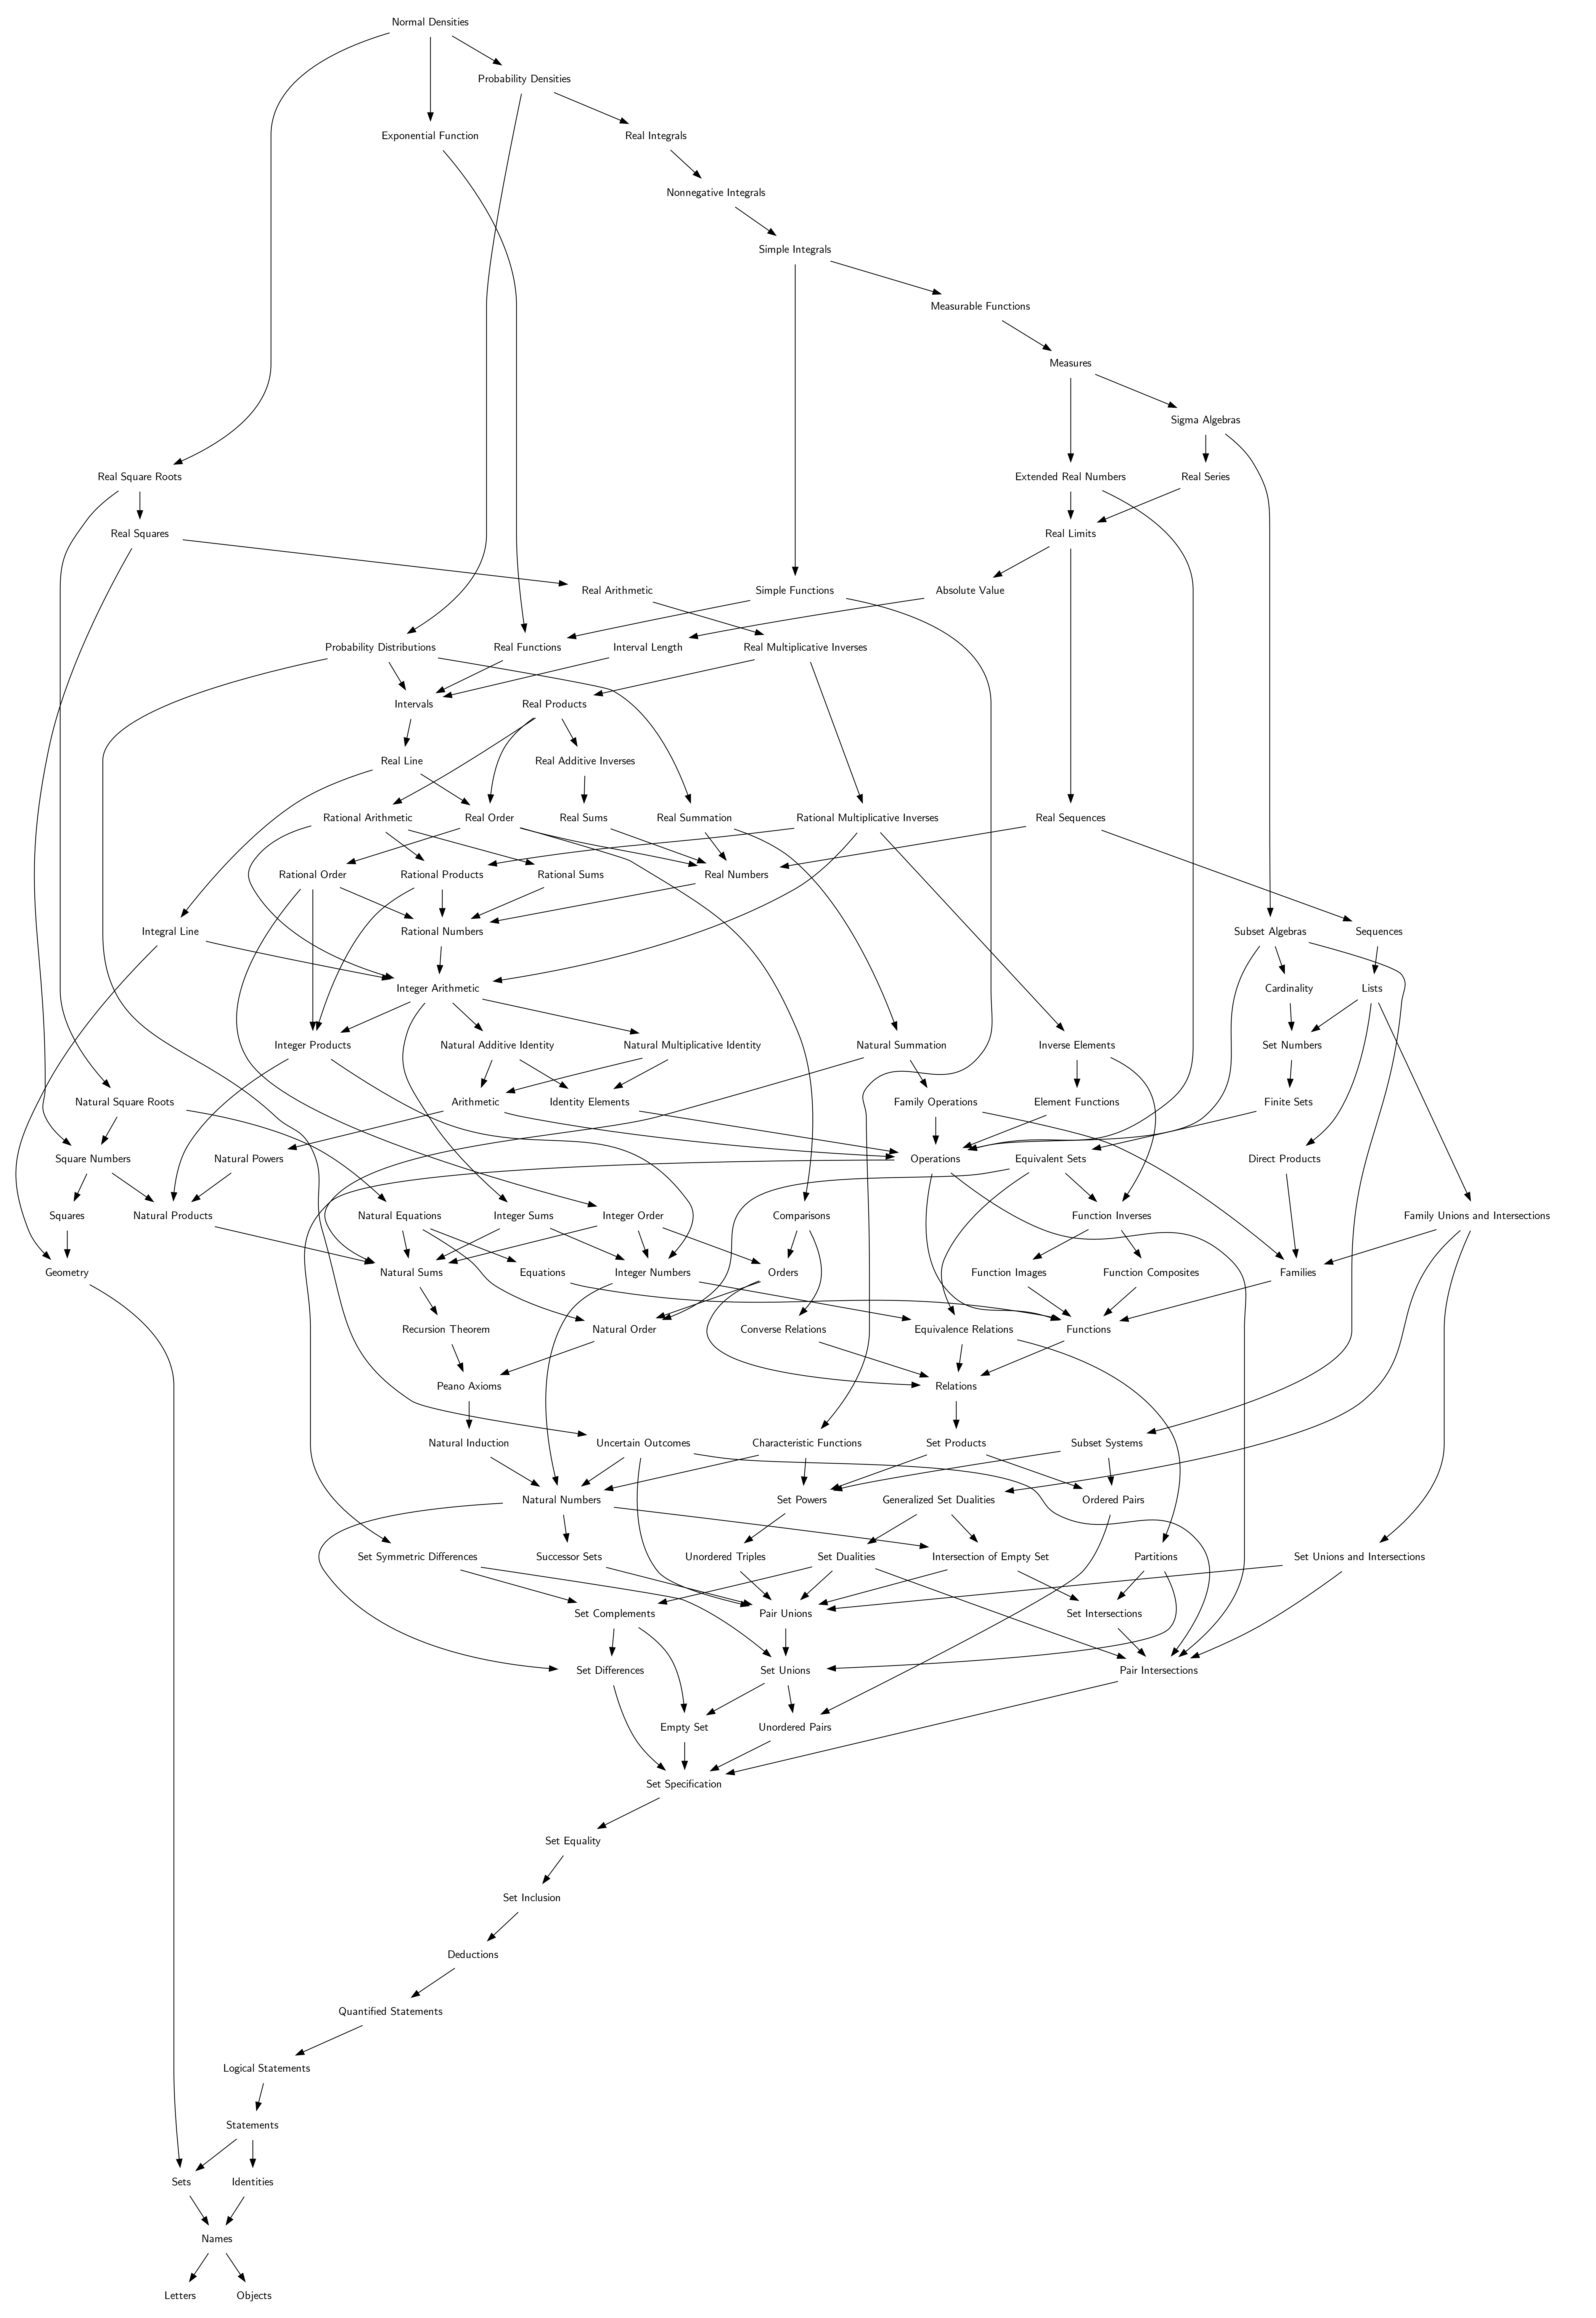 Normal Densities
Probability Densities
Exponential Function
Real Integrals
Nonnegative Integrals
Simple Integrals
Measurable Functions
Measures
Sigma Algebras
Real Square Roots
Extended Real Numbers
Real Series
Real Squares
Real Limits
Real Arithmetic
Simple Functions
Absolute Value
Probability Distributions
Real Functions
Interval Length
Real Multiplicative Inverses
Intervals
Real Products
Real Line
Real Additive Inverses
Rational Arithmetic
Real Order
Real Sums
Real Summation
Rational Multiplicative Inverses
Real Sequences
Rational Order
Rational Products
Rational Sums
Real Numbers
Integral Line
Rational Numbers
Subset Algebras
Sequences
Integer Arithmetic
Cardinality
Lists
Integer Products
Natural Additive Identity
Natural Multiplicative Identity
Natural Summation
Inverse Elements
Set Numbers
Natural Square Roots
Arithmetic
Identity Elements
Family Operations
Element Functions
Finite Sets
Square Numbers
Natural Powers
Operations
Equivalent Sets
Direct Products
Squares
Natural Products
Natural Equations
Integer Sums
Integer Order
Comparisons
Function Inverses
Family Unions and Intersections
Geometry
Natural Sums
Equations
Integer Numbers
Orders
Function Images
Function Composites
Families
Recursion Theorem
Natural Order
Converse Relations
Equivalence Relations
Functions
Peano Axioms
Relations
Natural Induction
Uncertain Outcomes
Characteristic Functions
Set Products
Subset Systems
Natural Numbers
Set Powers
Generalized Set Dualities
Ordered Pairs
Set Symmetric Differences
Successor Sets
Unordered Triples
Set Dualities
Intersection of Empty Set
Partitions
Set Unions and Intersections
Set Complements
Pair Unions
Set Intersections
Set Differences
Set Unions
Pair Intersections
Empty Set
Unordered Pairs
Set Specification
Set Equality
Set Inclusion
Deductions
Quantified Statements
Logical Statements
Statements
Sets
Identities
Names
Letters
Objects